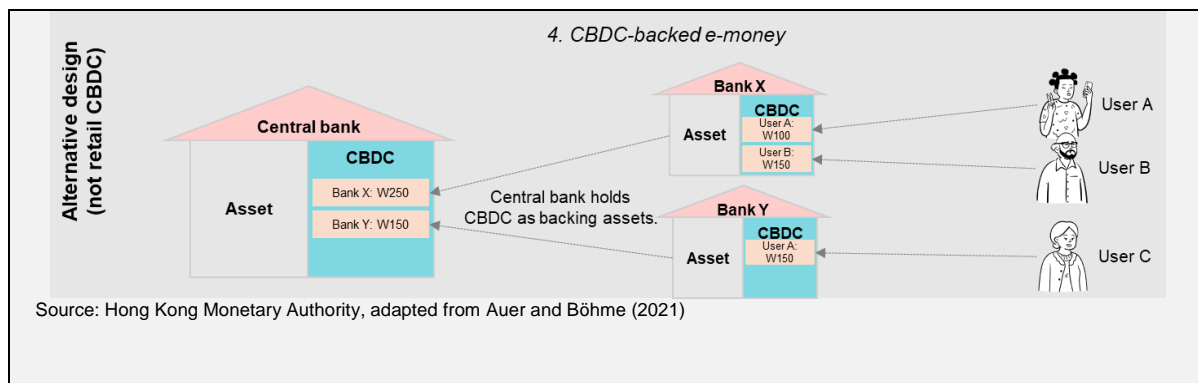 Alternative design
(not retail CBDC)
4. CBDC-backed e-money
Central bank
Asset
CBDC
Bank X: W250
Bank Y: W150
Central bank holds
CBDC as backing assets.
Bank X
Asset
CBDC
User A:
W100
User B:
W150
Bank Y
Asset
CBDC
User A:
W150
User A
User B
User C
Source: Hong Kong Monetary Authority, adapted from Auer and Böhme (2021)